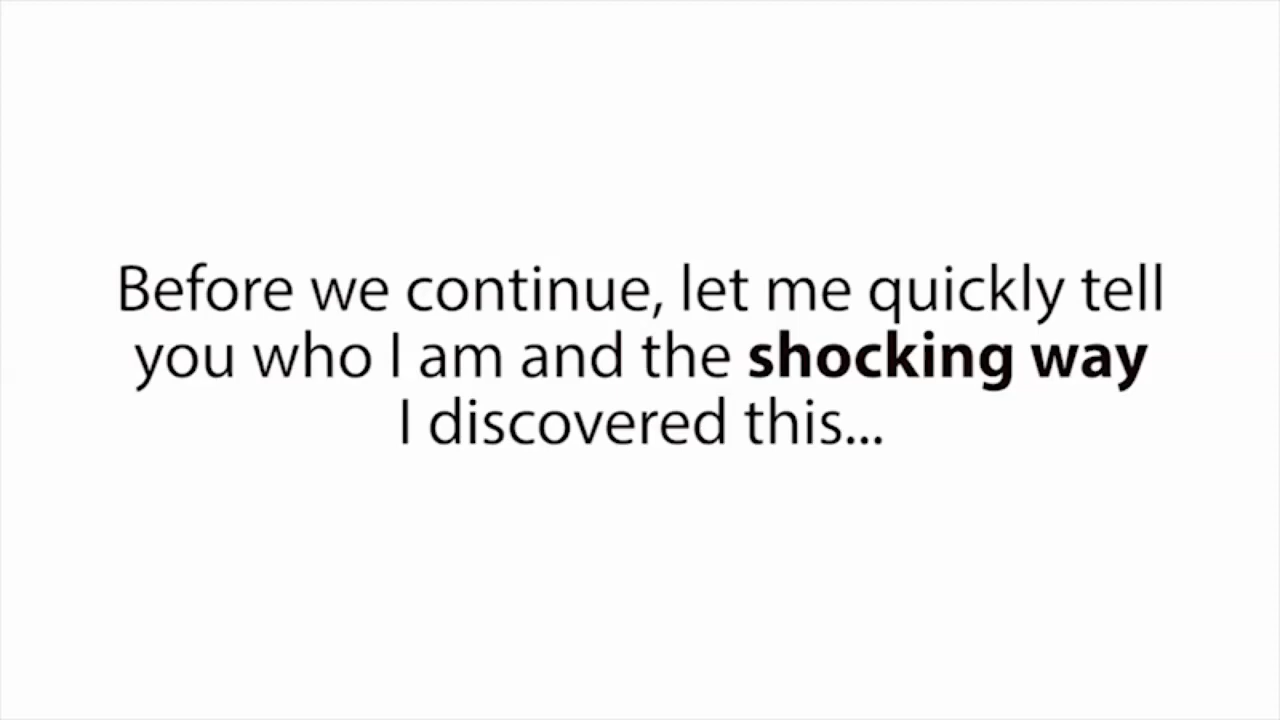 Before we continue, let me quickly tell
you who I am and the shocking way
I discovered this...